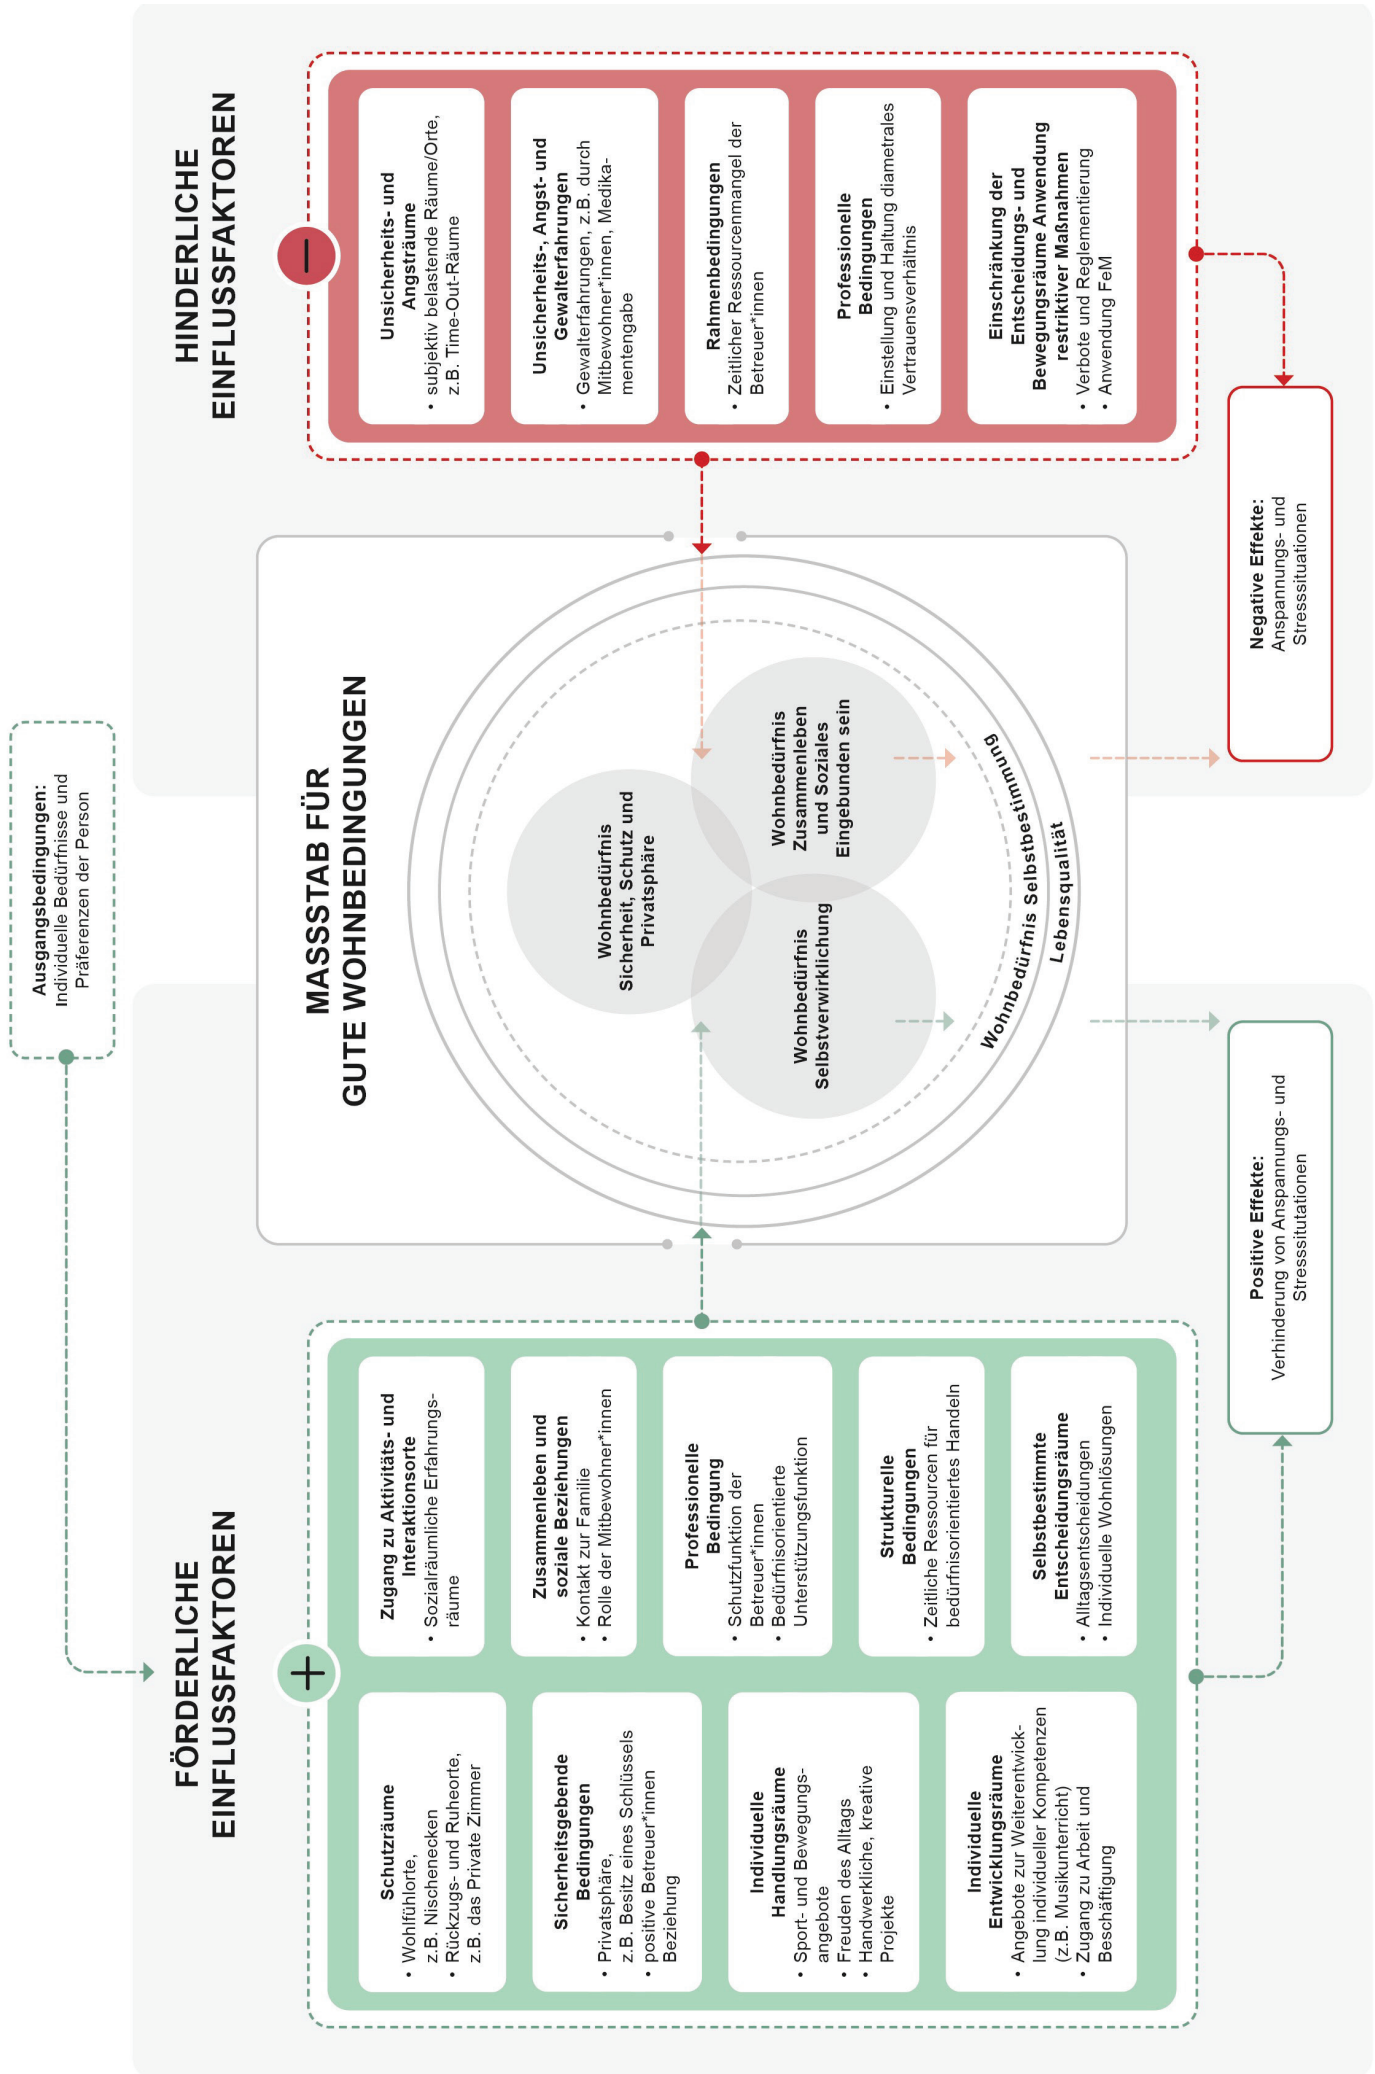 Ausgangsbedingungen:
Individuelle Bedürfnisse und
Präferenzen der Person
FÖRDERLICHE
EINFLUSSFAKTOREN
Schutzräume
• Wohlfühlorte,
z.B. Nischenecken
• Rückzugs- und Ruheorte,
z.B. das Private Zimmer
Sicherheitsgebende
Bedingungen
• Privatsphäre,
z.B. Besitz eines Schlüssels
• positive Betreuer*innen
Beziehung
Individuelle
Handlungsräume
• Sport- und Bewegungs-
angebote
• Freuden des Alltags
• Handwerkliche, kreative
Projekte
Individuelle
Entwicklungsräume
• Angebote zur Weiterentwick-
lung individueller Kompetenzen
(z.B. Musikunterricht)
• Zugang zu Arbeit und
Beschäftigung
Zugang zu Aktivitäts- und
Interaktionsorte
• Sozialräumliche Erfahrungs-
räume
Zusammenleben und
soziale Beziehungen
• Kontakt zur Familie
• Rolle der Mitbewohner*innen
Professionelle
Bedingung
• Schutzfunktion der
Betreuer*innen
• Bedürfnisorientierte
Unterstützungsfunktion
Strukturelle
Bedingungen
• Zeitliche Ressourcen für
bedürfnisorientiertes Handeln
Selbstbestimmte
Entscheidungsräume
• Alltagsentscheidungen
• Individuelle Wohnlösungen
MASSSTAB FÜR
GUTE WOHNBEDINGUNGEN
Wohnbedürfnis
Sicherheit, Schutz und
Privatsphäre
Wohnbedürfnis
Selbstverwirklichung
Wohnbedürfnis
Zusammenleben
und Soziales
Eingebunden sein
Wohnbedürfnis Selbstbestimmung
Lebensqualität
HINDERLICHE
EINFLUSSFAKTOREN
Unsicherheits- und
Angsträume
• subjektiv belastende Räume/Orte,
z.B. Time-Out-Räume
Unsicherheits-, Angst- und
Gewalterfahrungen
• Gewalterfahrungen, z.B. durch
Mitbewohner*innen, Medika-
mentengabe
Rahmenbedingungen
• Zeitlicher Ressourcenmangel der
Betreuer*innen
Professionelle
Bedingungen
• Einstellung und Haltung diametrales
Vertrauensverhältnis
Einschränkung der
Entscheidungs- und
Bewegungsräume Anwendung
restriktiver Maßnahmen
• Verbote und Reglementierung
• Anwendung FeM
Positive Effekte:
Verhinderung von Anspannungs- und
Stresssitutationen
Negative Effekte:
Anspannungs- und
Stresssituationen